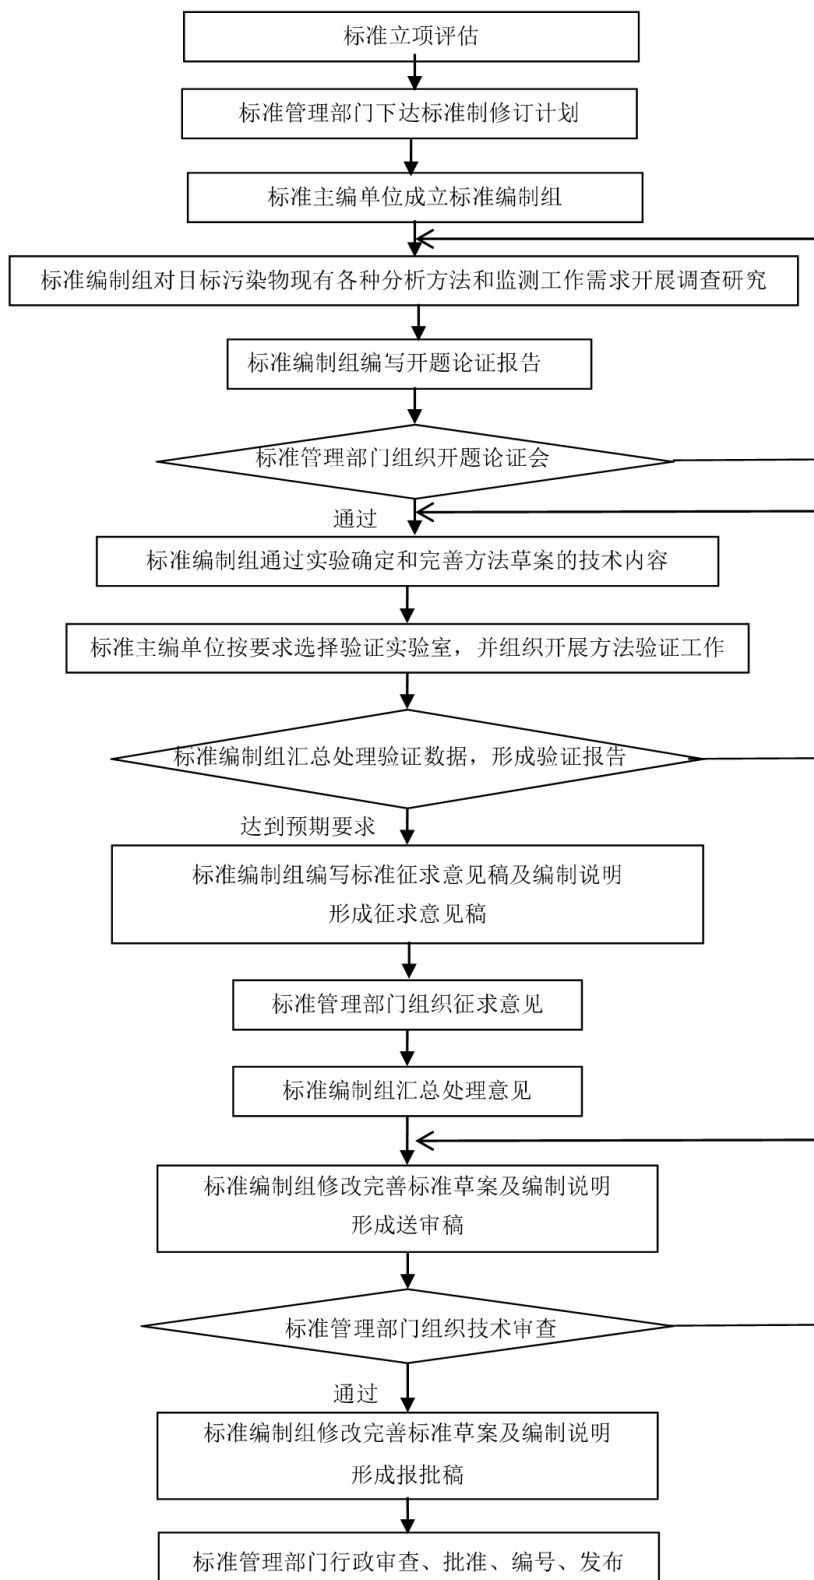 标准立项评估
标准管理部门下达标准制修订计划
标准主编单位成立标准编制组
标准编制组对目标污染物现有各种分析方法和监测工作需求开展调查研究
标准编制组编写开题论证报告
标准管理部门组织开题论证会
通过
标准编制组通过实验确定和完善方法草案的技术内容
标准主编单位按要求选择验证实验室，并组织开展方法验证工作
标准编制组汇总处理验证数据，形成验证报告
达到预期要求
标准编制组编写标准征求意见稿及编制说明
形成征求意见稿
标准管理部门组织征求意见
标准编制组汇总处理意见
标准编制组修改完善标准草案及编制说明
形成送审稿
标准管理部门组织技术审查
通过
标准编制组修改完善标准草案及编制说明
形成报批稿
标准管理部门行政审查、批准、编号、发布